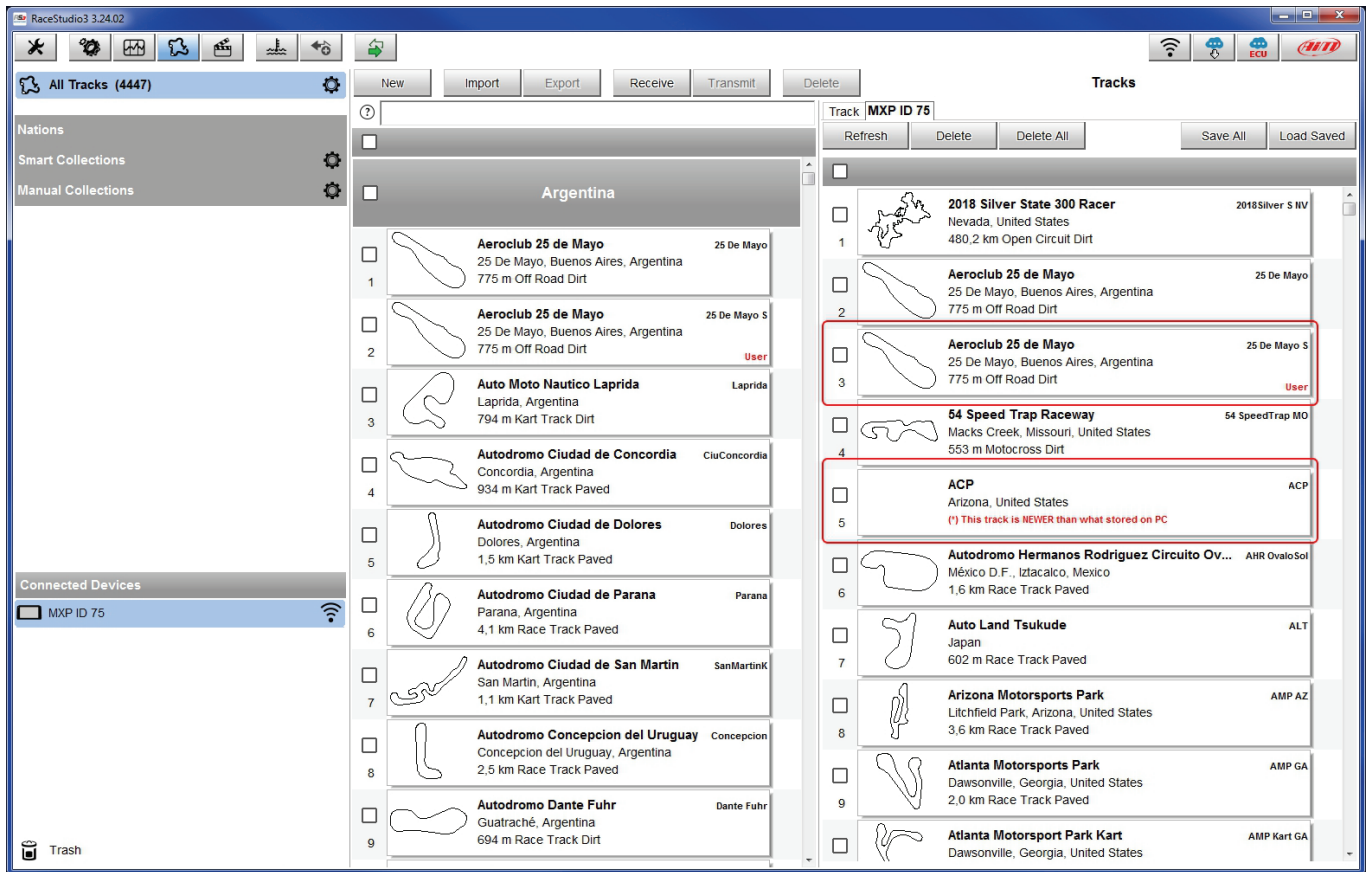 RaceStudio3 3.24.02
ECU
AiM
All Tracks (4447)
Nations
Smart Collections
Manual Collections
Connected Devices
MXP ID 75
Trash
New Import Export Receive Transmit Delete
?
Argentina
1
Aeroclub 25 de Mayo 25 De Mayo
25 De Mayo, Buenos Aires, Argentina
775 m Off Road Dirt
2
Aeroclub 25 de Mayo 25 De Mayo S
25 De Mayo, Buenos Aires, Argentina
775 m Off Road Dirt
User
3
Auto Moto Nautico Laprida Laprida
Laprida, Argentina
794 m Kart Track Dirt
4
Autodromo Ciudad de Concordia CiuConcordia
Concordia, Argentina
934 m Kart Track Paved
5
Autodromo Ciudad de Dolores Dolores
Dolores, Argentina
1,5 km Kart Track Paved
6
Autodromo Ciudad de Parana Parana
Parana, Argentina
4,1 km Race Track Paved
7
Autodromo Ciudad de San Martin SanMartinK
San Martin, Argentina
1,1 km Kart Track Paved
8
Autodromo Concepcion del Uruguay Concepcion
Concepcion del Uruguay, Argentina
2,5 km Race Track Paved
9
Autodromo Dante Fuhr Dante Fuhr
Guatraché, Argentina
694 m Race Track Dirt
Tracks
Track MXP ID 75
Refresh Delete Delete All Save All Load Saved
1
2018 Silver State 300 Racer 2018Silver S NV
Nevada, United States
480,2 km Open Circuit Dirt
2
Aeroclub 25 de Mayo 25 De Mayo
25 De Mayo, Buenos Aires, Argentina
775 m Off Road Dirt
3
Aeroclub 25 de Mayo 25 De Mayo S
25 De Mayo, Buenos Aires, Argentina
775 m Off Road Dirt
User
4
54 Speed Trap Raceway 54 SpeedTrap MO
Macks Creek, Missouri, United States
553 m Motocross Dirt
5
ACP ACP
Arizona, United States
(*) This track is NEWER than what stored on PC
6
Autodromo Hermanos Rodriguez Circuito Ov... AHR OvaloSol
México D.F., Iztacalco, Mexico
1,6 km Race Track Paved
7
Auto Land Tsukude ALT
Japan
602 m Race Track Paved
8
Arizona Motorsports Park AMP AZ
Litchfield Park, Arizona, United States
3,6 km Race Track Paved
9
Atlanta Motorsports Park AMP GA
Dawsonville, Georgia, United States
2,0 km Race Track Paved
Atlanta Motorsport Park Kart AMP Kart GA
Dawsonville, Georgia, United States